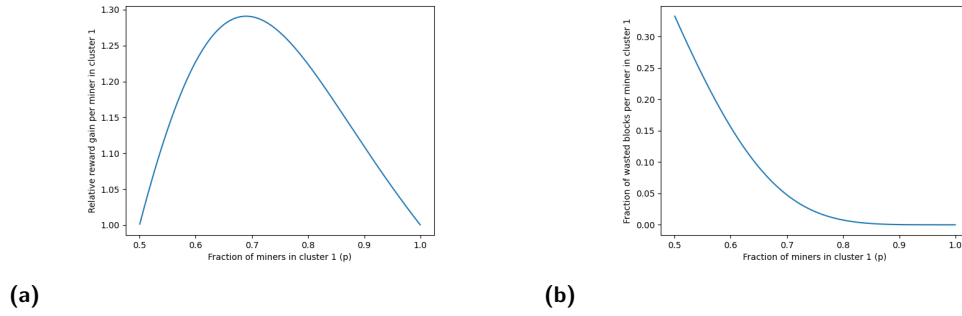 Relative reward gain per miner in cluster 1
1.30
1.25
1.20
1.15
1.10
1.05
1.00
0.5 0.6 0.7 0.8 0.9 1.0
Fraction of miners in cluster 1 (p)
(a)
Fraction of wasted blocks per miner in cluster 1
0.30
0.25
0.20
0.15
0.10
0.05
0.00
0.5 0.6 0.7 0.8 0.9 1.0
Fraction of miners in cluster 1 (p)
(b)